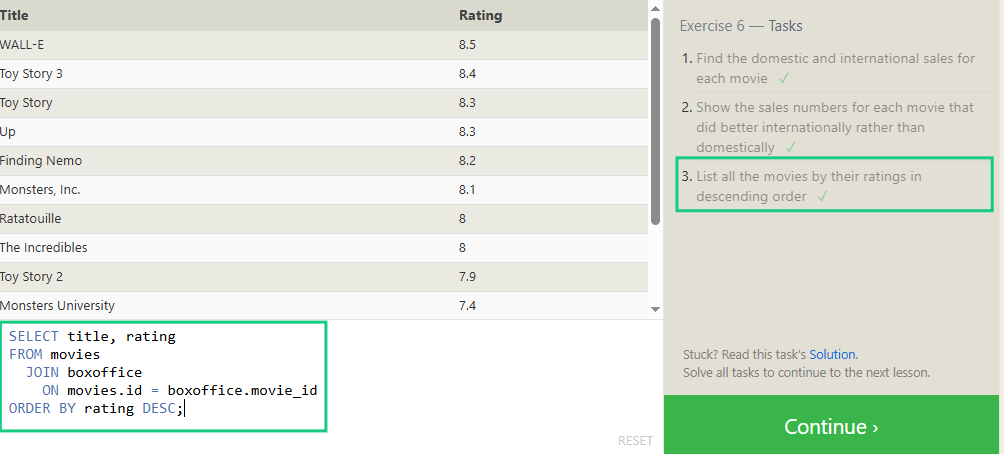 Title Rating
WALL-E 8.5
Toy Story 3 8.4
Toy Story 8.3
Up 8.3
Finding Nemo 8.2
Monsters, Inc. 8.1
Ratatouille 8
The Incredibles 8
Toy Story 2 7.9
Monsters University 7.4
SELECT title, rating
FROM movies
JOIN boxoffice
ON movies.id = boxoffice.movie_id
ORDER BY rating DESC;
RESET
Exercise 6 — Tasks
1. Find the domestic and international sales for
each movie ✓
2. Show the sales numbers for each movie that
did better internationally rather than
domestically ✓
3. List all the movies by their ratings in
descending order ✓
Stuck? Read this task's Solution.
Solve all tasks to continue to the next lesson.
Continue ›